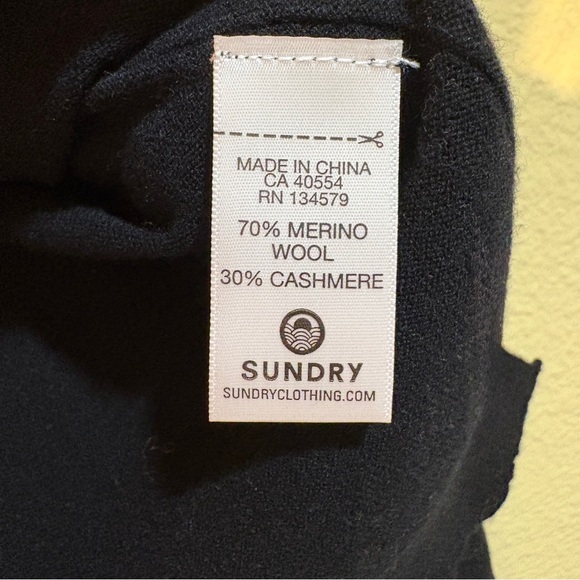 MADE IN CHINA
CA 40554
RN 134579
70% MERINO
WOOL
30% CASHMERE
SUNDRY
SUNDRYCLOTHING.COM